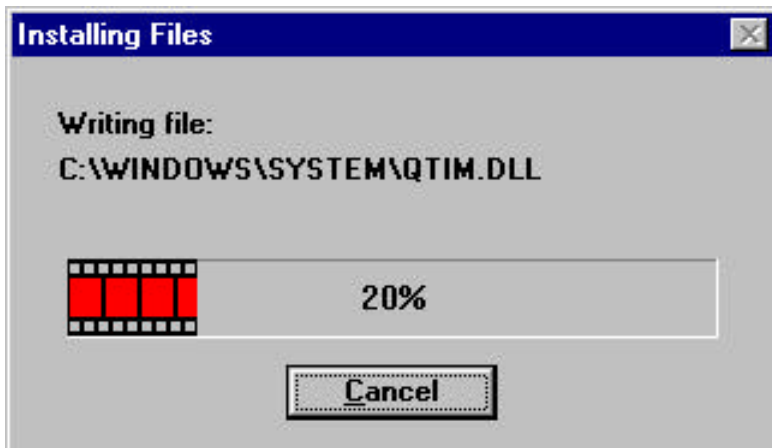 Installing Files
Writing file:
C:\WINDOWS\SYSTEM\QTIM.DLL
20%
Cancel